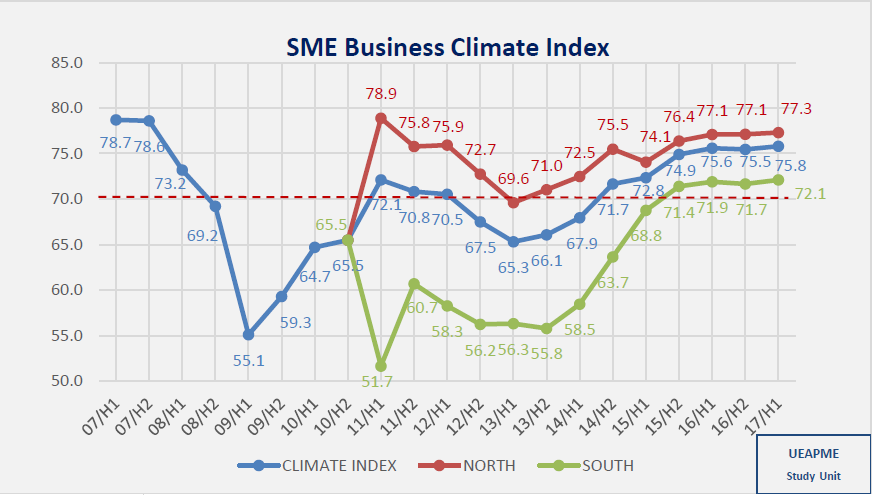 SME Business Climate Index
85.0
80.0
75.0
70.0
65.0
60.0
55.0
50.0
78.7
78.6
73.2
69.2
55.1
59.3
64.7
65.5
72.1
70.8
70.5
67.5
65.3
66.1
67.9
71.7
72.8
74.9
75.6
75.5
75.8
78.9
75.8
75.9
72.7
69.6
71.0
72.5
75.5
74.1
76.4
77.1
77.1
77.3
65.5
51.7
60.7
58.3
56.2
56.3
55.8
58.5
63.7
68.8
71.4
71.9
71.7
72.1
07/H1
07/H2
08/H1
08/H2
09/H1
09/H2
10/H1
10/H2
11/H1
11/H2
12/H1
12/H2
13/H1
13/H2
14/H1
14/H2
15/H1
15/H2
16/H1
16/H2
17/H1
CLIMATE INDEX
NORTH
SOUTH
UEAPME
Study Unit